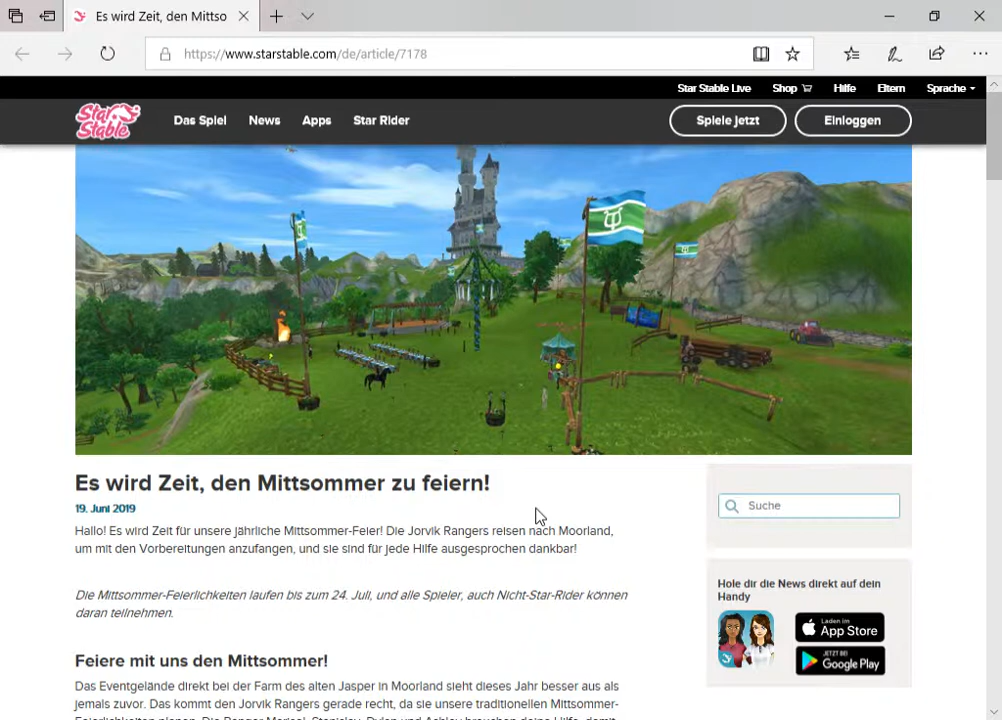 Es wird Zeit, den Mittso
https://www.starstable.com/de/article/7178
Star Stable Live Shop Hilfe Eltern Sprache
Star Stable
Das Spiel News Apps Star Rider Spiele jetzt Einloggen
Es wird Zeit, den Mittsommer zu feiern!
19. Juni 2019
Hallo! Es wird Zeit für unsere jährliche Mittsommer-Feier! Die Jorvik Rangers reisen nach Moorland,
um mit den Vorbereitungen anzufangen, und sie sind für jede Hilfe ausgesprochen dankbar!
Die Mittsommer-Feierlichkeiten laufen bis zum 24. Juli, und alle Spieler, auch Nicht-Star-Rider können
daran teilnehmen.
Feiere mit uns den Mittsommer!
Das Eventgelände direkt bei der Farm des alten Jasper in Moorland sieht dieses Jahr besser aus als
jemals zuvor. Das kommt den Jorvik Rangers gerade recht, da sie unsere traditionellen Mittsommer-
Suche
Hole dir die News direkt auf dein
Handy
Laden im
App Store
JETZT BEI
Google Play